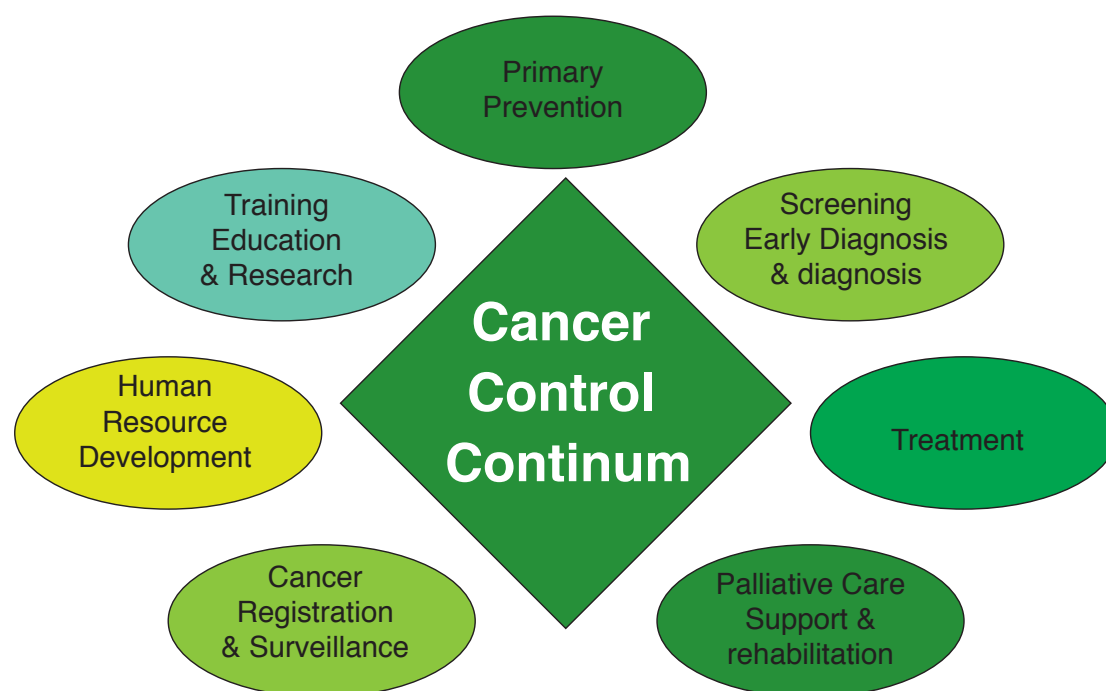 Primary
Prevention
Training
Education
& Research
Screening
Early Diagnosis
& diagnosis
Cancer
Control
Continum
Human
Resource
Development
Treatment
Cancer
Registration
& Surveillance
Palliative Care
Support &
rehabilitation